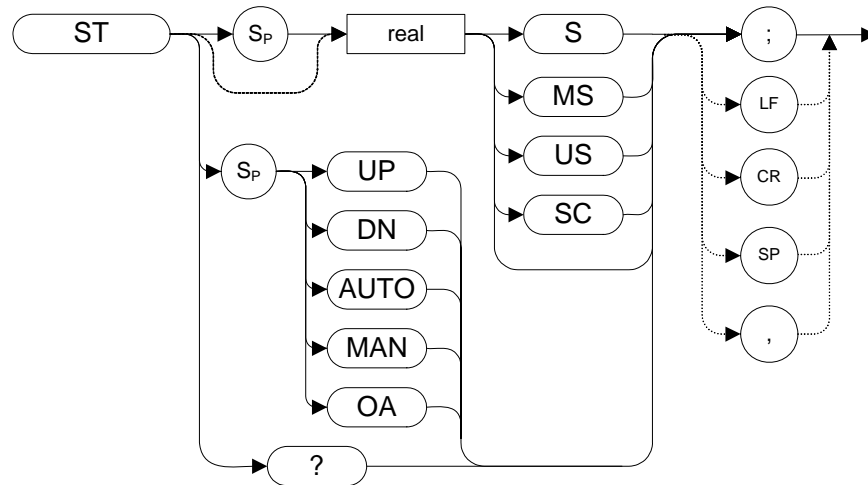 ST
SP
real
S
;
MS
LF
US
CR
SP
UP
SC
DN
SP
AUTO
MAN
,
OA
?